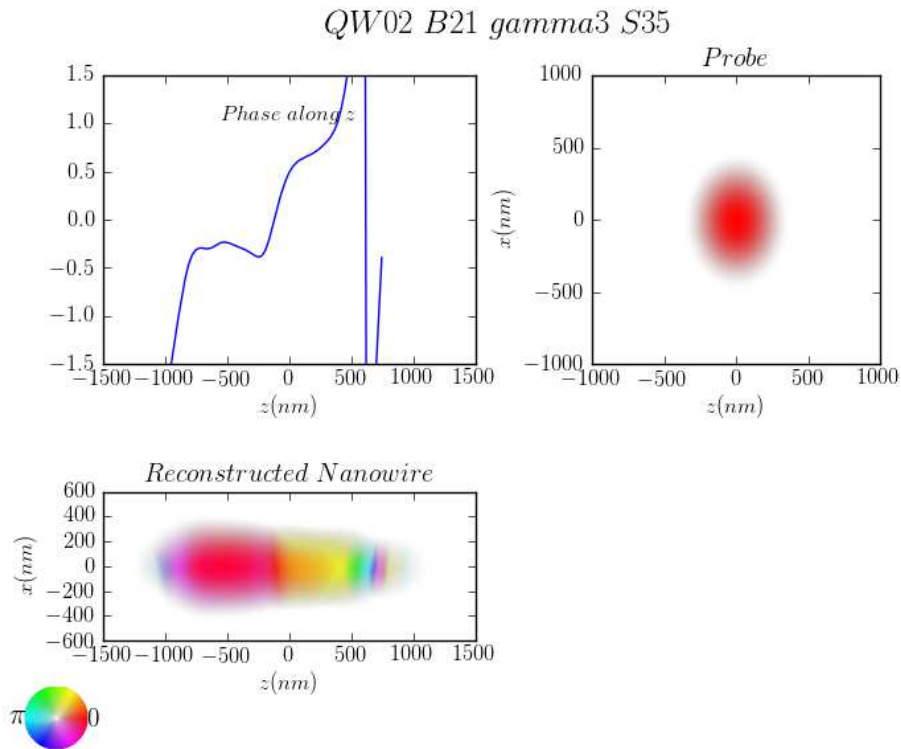 QW02 B21 gamma3 S35
Phase along z
1.5
1.0
0.5
0.0
−0.5
−1.0
−1.5
−1500 −1000 −500 0 500 1000 1500
z(nm)
Probe
1000
500
0
−500
−1000
x(nm)
−1000 −500 0 500 1000
z(nm)
Reconstructed Nanowire
600
400
200
0
−200
−400
−600
x(nm)
−1500 −1000 −500 0 500 1000 1500
z(nm)
π 0